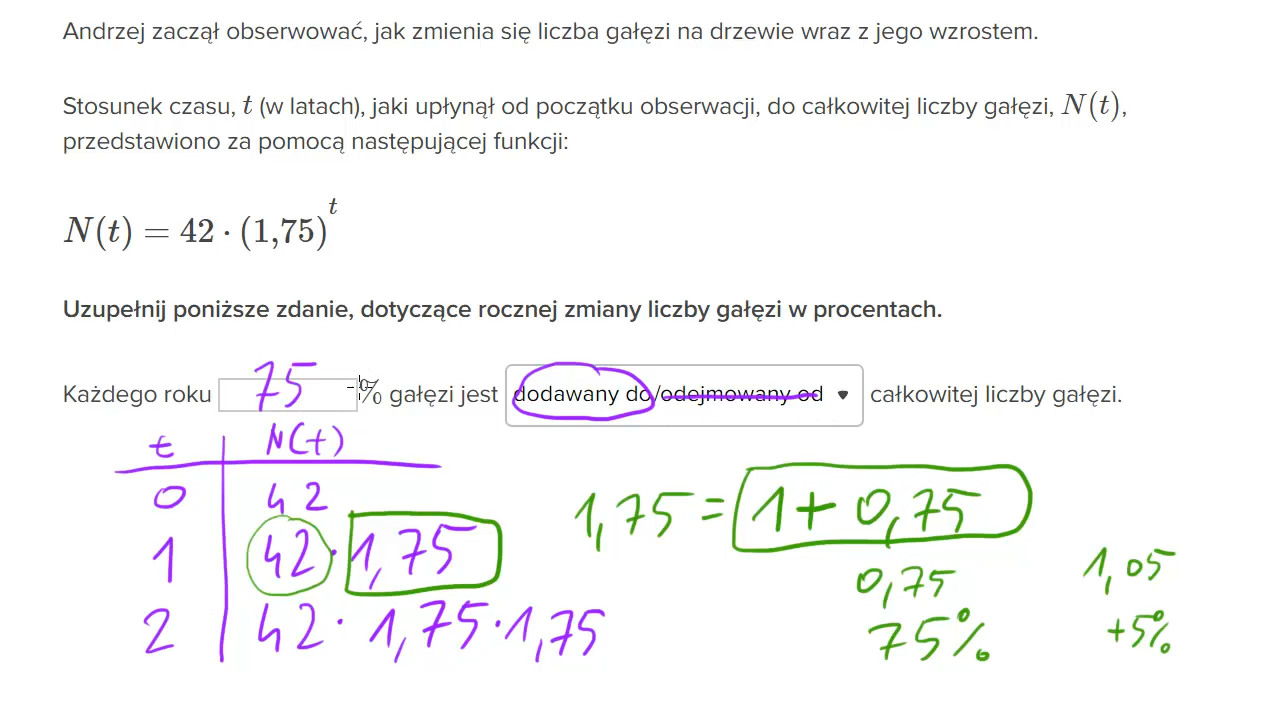 Andrzej zaczął obserwować, jak zmienia się liczba gałęzi na drzewie wraz z jego wzrostem.
Stosunek czasu, t (w latach), jaki upłynął od początku obserwacji, do całkowitej liczby gałęzi, N(t),
przedstawiono za pomocą następującej funkcji:
N(t) = 42 · (1,75)^t
Uzupełnij poniższe zdanie, dotyczące rocznej zmiany liczby gałęzi w procentach.
Każdego roku 75 % gałęzi jest dodawany do/odejmowany od całkowitej liczby gałęzi.
t N(t)
0 42
1 42 · 1,75
2 42 · 1,75 · 1,75
1,75 = 1 + 0,75
0,75
75%
1,05
+5%